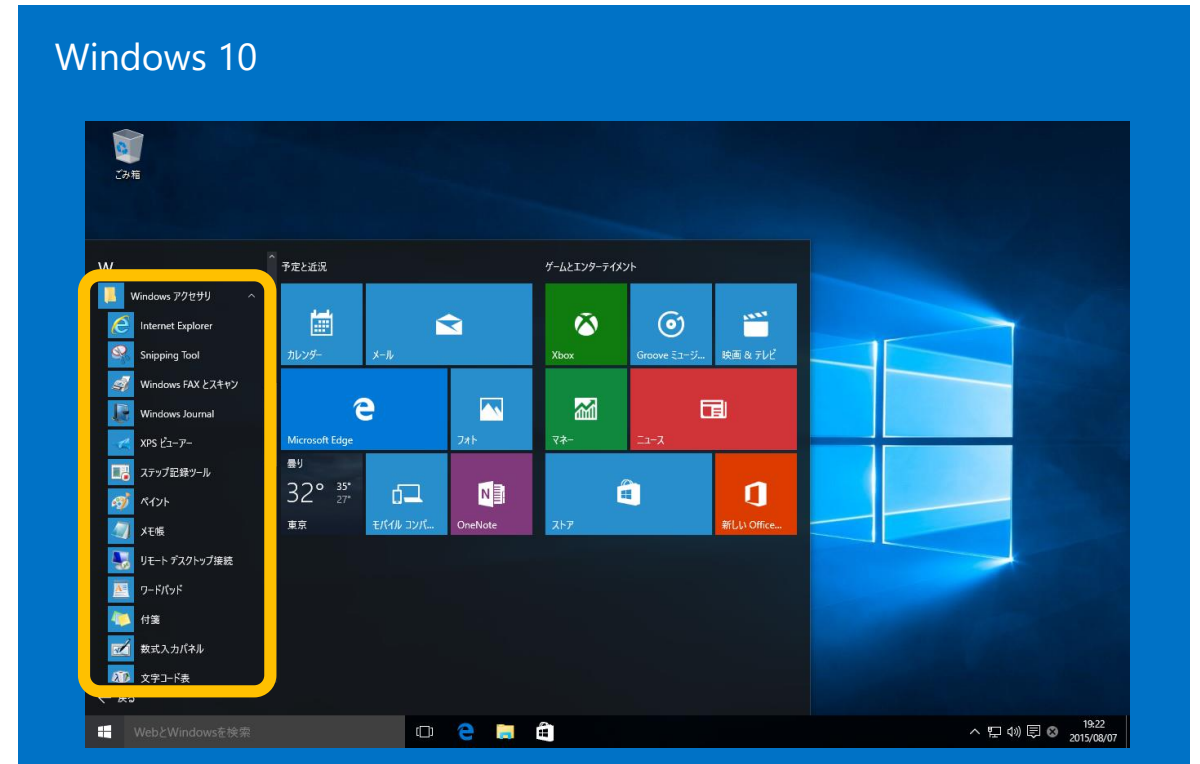 Windows 10
ごみ箱
W
Windows アクセサリ
Internet Explorer
Snipping Tool
Windows FAX とスキャン
Windows Journal
XPS ビューアー
ステップ記録ツール
ペイント
メモ帳
リモート デスクトップ接続
ワードパッド
付箋
数式入力パネル
文字コード表
戻る
予定と近況
カレンダー
メール
Microsoft Edge
フォト
曇り
32° 35°
27°
東京
モバイル コンパ...
OneNote
ゲームとエンターテイメント
Xbox
Groove ミュージ...
映画 & テレビ
マネー
ニュース
ストア
新しい Office...
WebとWindowsを検索
19:22
2015/08/07